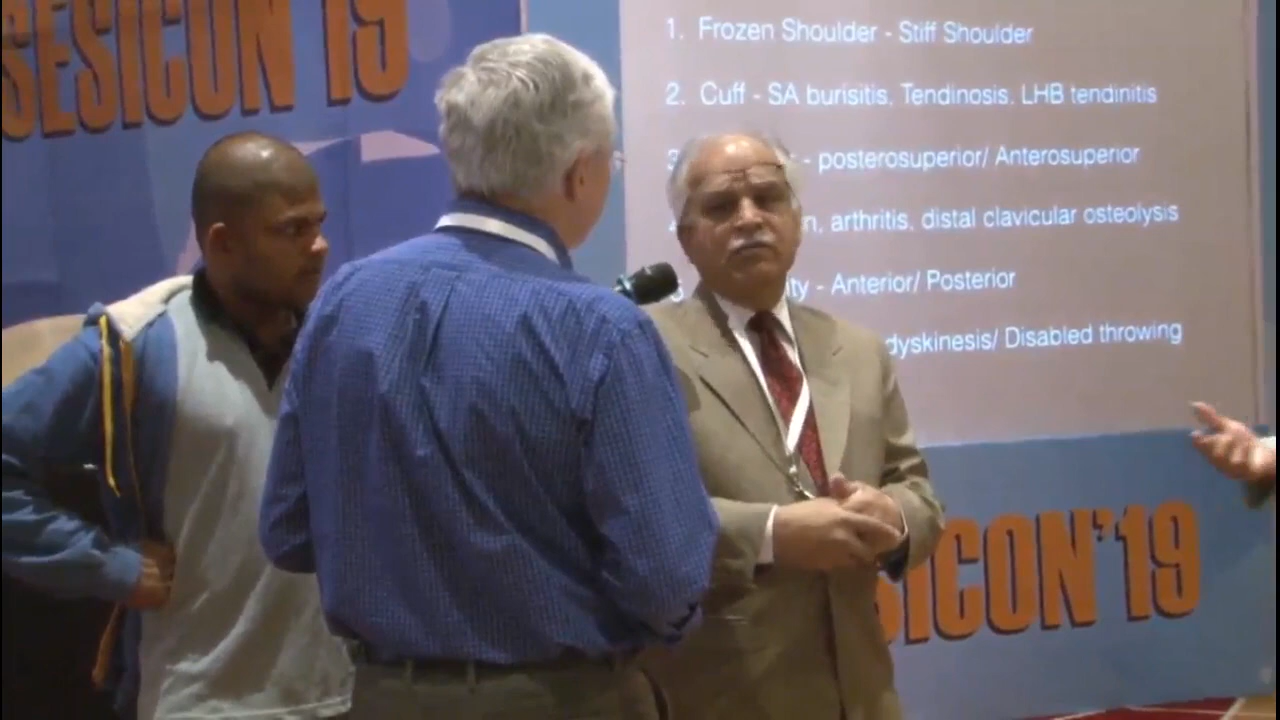 SESICON'19
1. Frozen Shoulder - Stiff Shoulder
2. Cuff - SA burisitis, Tendinosis, LHB tendinitis
- posterosuperior/ Anterosuperior
arthritis, distal clavicular osteolysis
- Anterior/ Posterior
dyskinesis/ Disabled throwing
SICON'19